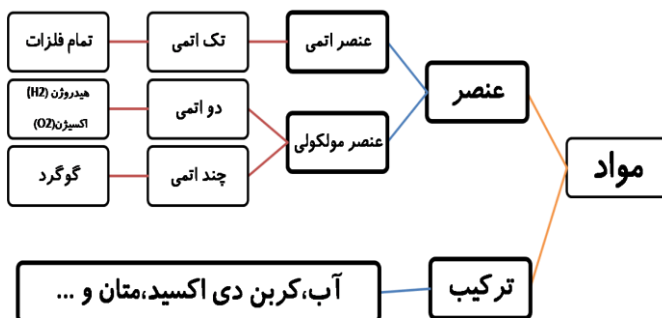 مواد
عنصر
عنصر اتمی
تک اتمی
تمام فلزات
عنصر مولکولی
دو اتمی
هیدروژن (H2)
اکسیژن(O2)
چند اتمی
گوگرد
ترکیب
آب،کربن دی اکسید،متان و ...